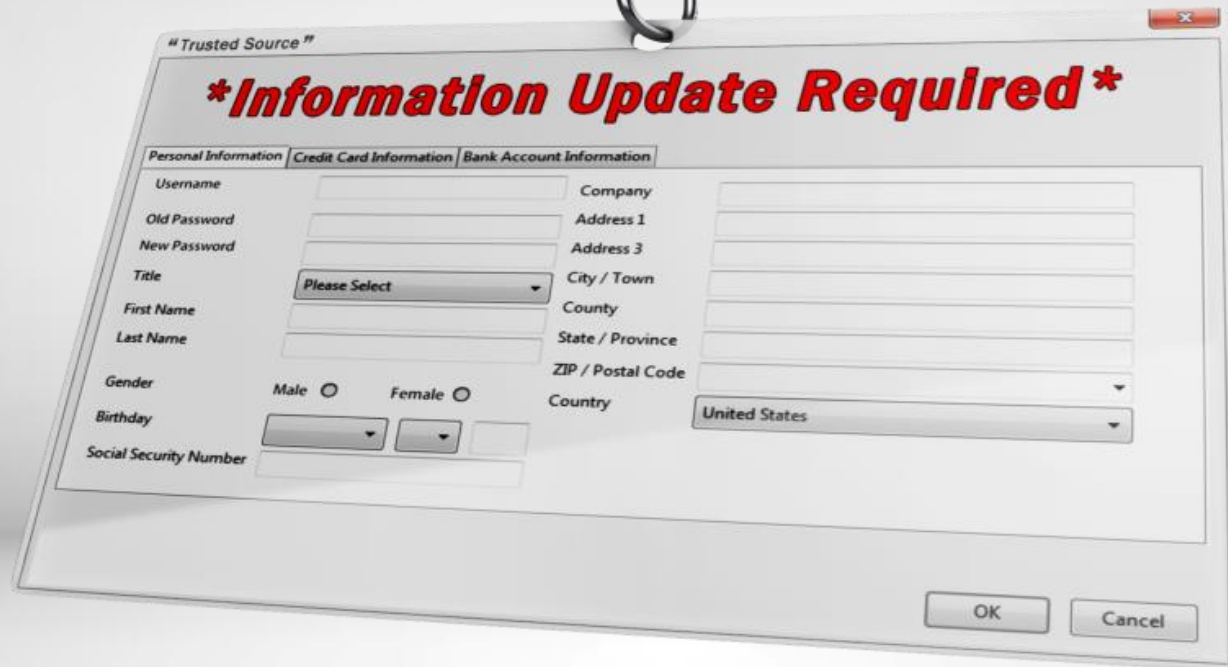 "Trusted Source"
*Information Update Required*
Personal Information Credit Card Information Bank Account Information
Username
Old Password
New Password
Title Please Select
First Name
Last Name
Gender Male Female
Birthday
Social Security Number
Company
Address 1
Address 3
City / Town
County
State / Province
ZIP / Postal Code
Country United States
OK Cancel